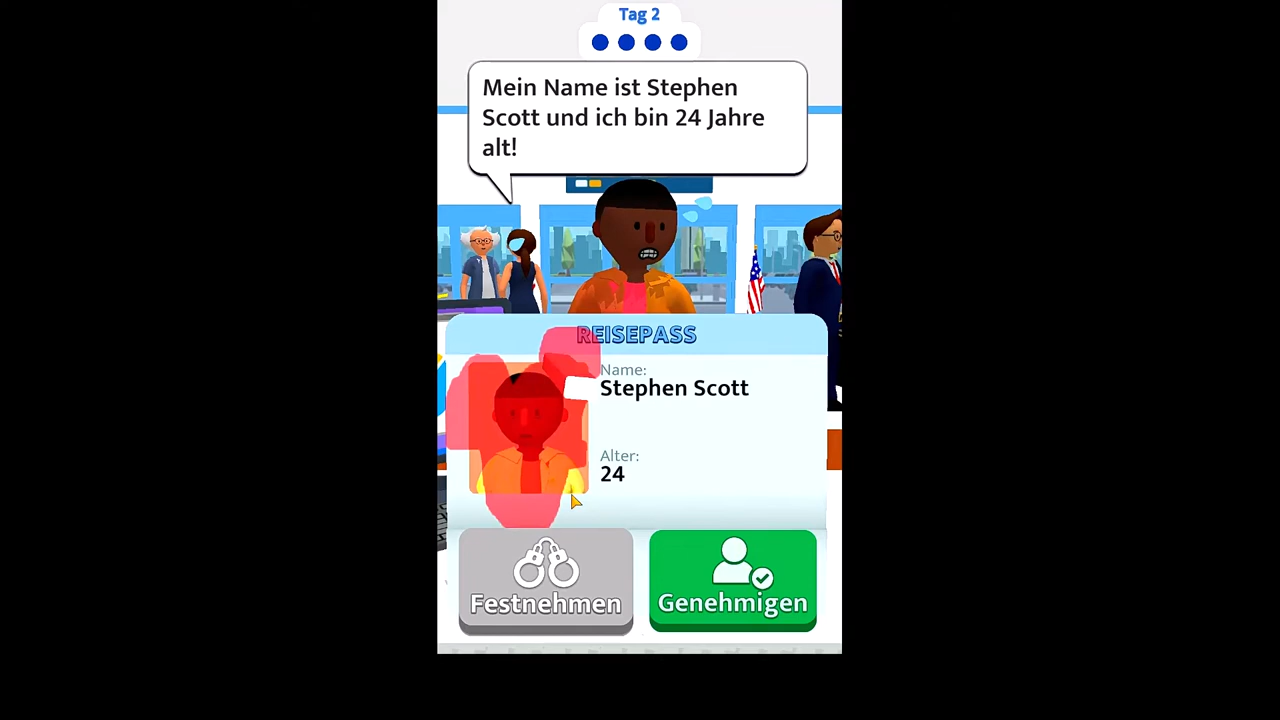 Tag 2
Mein Name ist Stephen
Scott und ich bin 24 Jahre
alt!
REISEPASS
Name:
Stephen Scott
Alter:
24
Festnehmen
Genehmigen